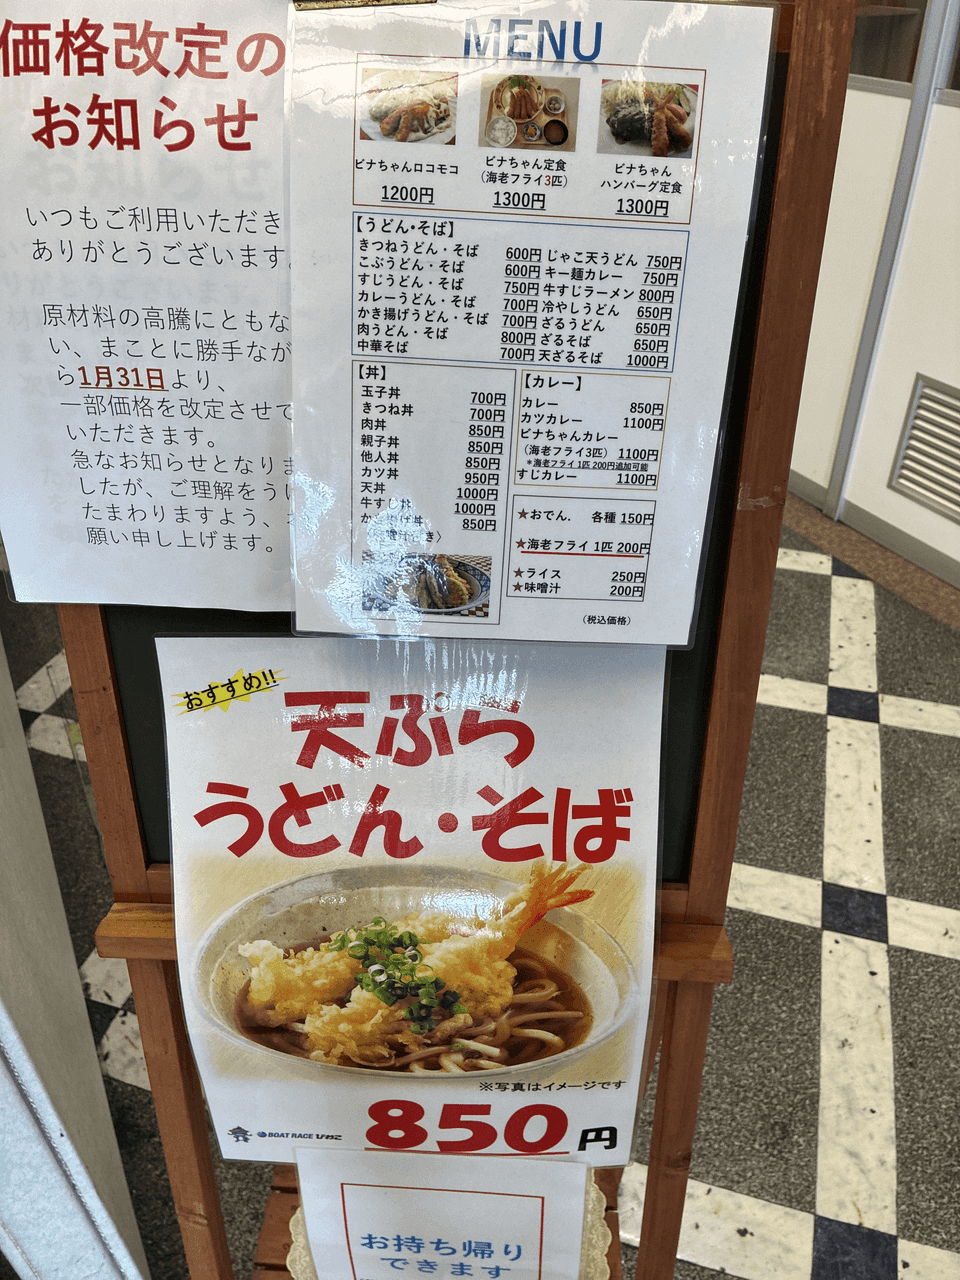 価格改定の
お知らせ
いつもご利用いただき
ありがとうございます。
原材料の高騰にともな
い、まことに勝手なが
ら1月31日より、
一部価格を改定させて
いただきます。
急なお知らせとなりま
したが、ご理解をうけ
たまわりますよう、お
願い申し上げます。
MENU
ビナちゃんロコモコ
1200円
ビナちゃん定食
(海老フライ3匹)
1300円
ビナちゃん
ハンバーグ定食
1300円
【うどん・そば】
きつねうどん・そば 600円
こぶうどん・そば 600円
すじうどん・そば 750円
カレーうどん・そば 700円
かき揚げうどん・そば 700円
肉うどん・そば 800円
中華そば 700円
じゃこ天うどん 750円
キー麺カレー 750円
牛すじラーメン 800円
冷やしうどん 650円
ざるうどん 650円
ざるそば 650円
天ざるそば 1000円
【丼】
玉子丼 700円
きつね丼 700円
肉丼 850円
親子丼 850円
他人丼 850円
カツ丼 950円
天丼 1000円
牛すじ丼 1000円
かき揚げ丼 850円
【カレー】
カレー 850円
カツカレー 1100円
ビナちゃんカレー
(海老フライ3匹) 1100円
*海老フライ 1匹 200円追加可能
すじカレー 1100円
★おでん. 各種 150円
★海老フライ 1匹 200円
★ライス 250円
★味噌汁 200円
(税込価格)
おすすめ!!
天ぷら
うどん・そば
※写真はイメージです
BOAT RACE びわこ
850円
お持ち帰り
できます